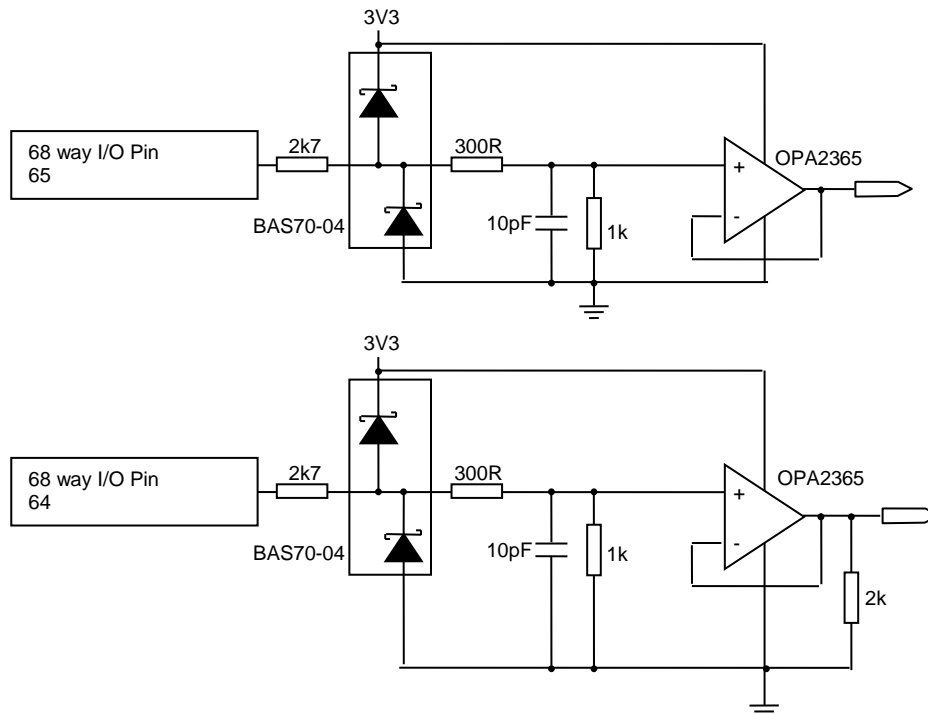 3V3
68 way I/O Pin
65
2k7
300R
OPA2365
+
-
BAS70-04
10pF
1k
3V3
68 way I/O Pin
64
2k7
300R
OPA2365
+
-
BAS70-04
10pF
1k
2k